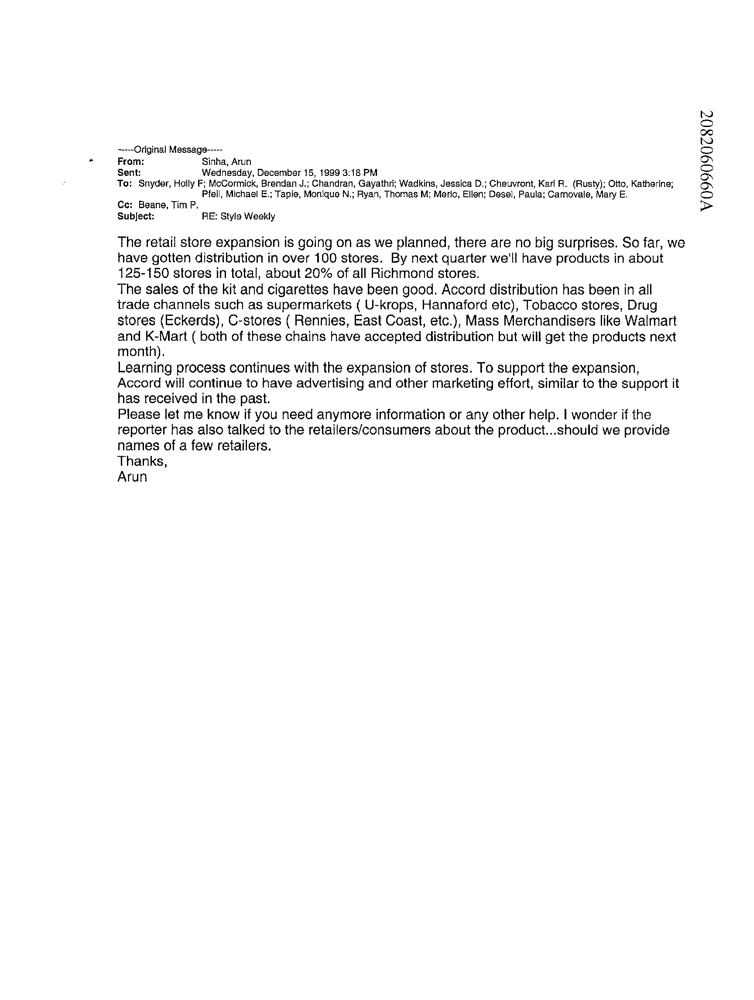 -----Original Message-----
From: Sinha, Arun
Sent: Wednesday, December 15, 1999 3:18 PM
To: Snyder, Holly F; McCormick, Brendan J.; Chandran, Gayathri; Wadkins, Jessica D.; Cheuvront, Karl R. (Rusty); Otto, Katherine;
Pfeil, Michael E.; Tapie, Monique N.; Ryan, Thomas M; Merlo, Ellen; Desel, Paula; Carnovale, Mary E.
Cc: Beane, Tim P.
Subject: RE: Style Weekly
The retail store expansion is going on as we planned, there are no big surprises. So far, we
have gotten distribution in over 100 stores. By next quarter we'll have products in about
125-150 stores in total, about 20% of all Richmond stores.
The sales of the kit and cigarettes have been good. Accord distribution has been in all
trade channels such as supermarkets ( U-krops, Hannaford etc), Tobacco stores, Drug
stores (Eckerds), C-stores ( Rennies, East Coast, etc.), Mass Merchandisers like Walmart
and K-Mart ( both of these chains have accepted distribution but will get the products next
month).
Learning process continues with the expansion of stores. To support the expansion,
Accord will continue to have advertising and other marketing effort, similar to the support it
has received in the past.
Please let me know if you need anymore information or any other help. I wonder if the
reporter has also talked to the retailers/consumers about the product...should we provide
names of a few retailers.
Thanks,
Arun
2082060660A